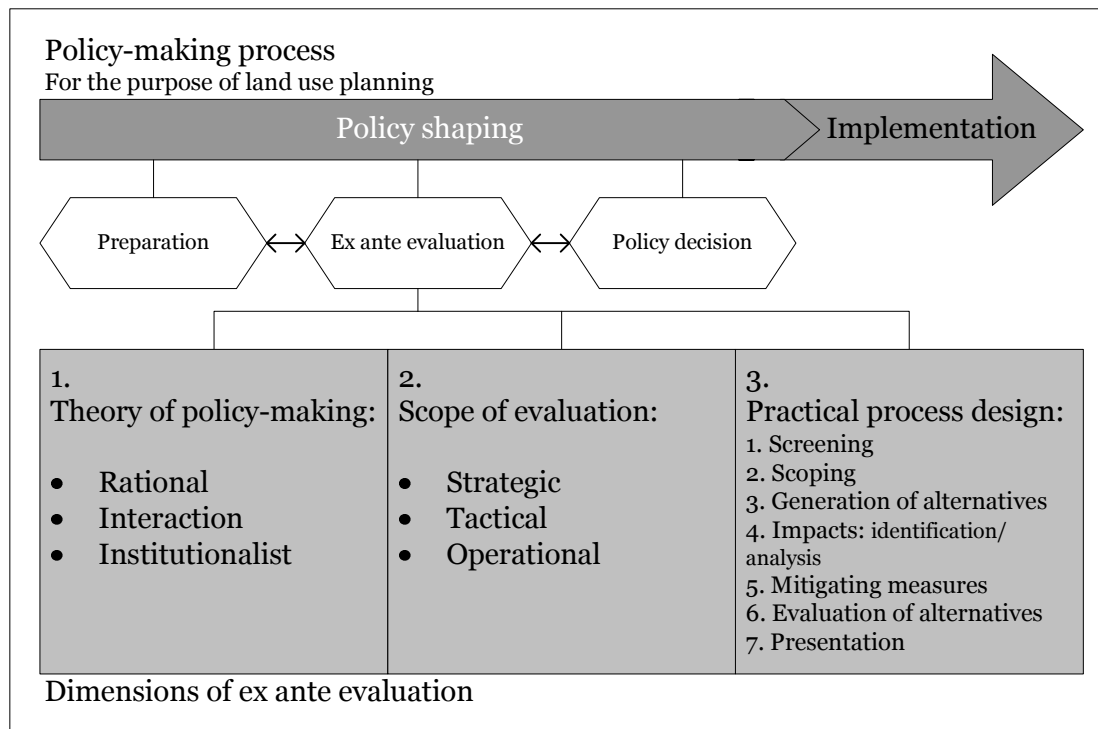 Policy-making process
For the purpose of land use planning
Policy shaping
Implementation
Preparation
Ex ante evaluation
Policy decision
1.
Theory of policy-making:
• Rational
• Interaction
• Institutionalist
2.
Scope of evaluation:
• Strategic
• Tactical
• Operational
3.
Practical process design:
1. Screening
2. Scoping
3. Generation of alternatives
4. Impacts: identification/
analysis
5. Mitigating measures
6. Evaluation of alternatives
7. Presentation
Dimensions of ex ante evaluation